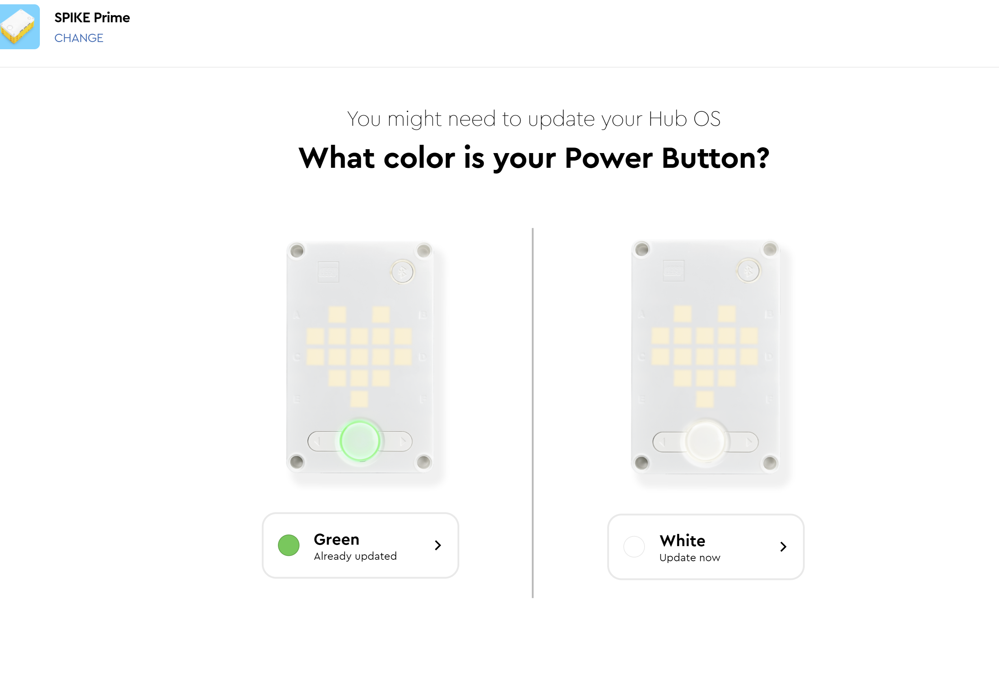 SPIKE Prime
CHANGE
You might need to update your Hub OS
What color is your Power Button?
A
B
C
D
E
F
A
B
C
D
E
F
Green
Already updated
White
Update now